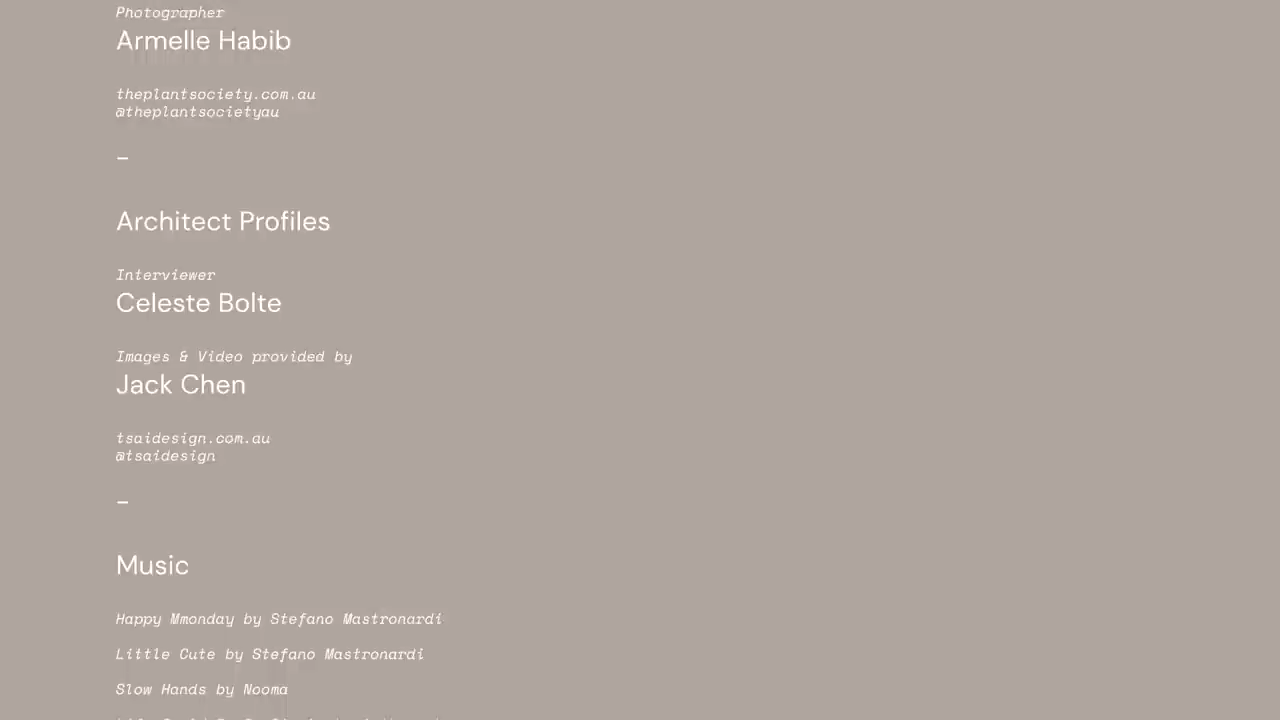 Photographer
Armelle Habib
theplantsociety.com.au
@theplantsocietyau
–
Architect Profiles
Interviewer
Celeste Bolte
Images & Video provided by
Jack Chen
tsaidesign.com.au
@tsaidesign
–
Music
Happy Mmonday by Stefano Mastronardi
Little Cute by Stefano Mastronardi
Slow Hands by Nooma